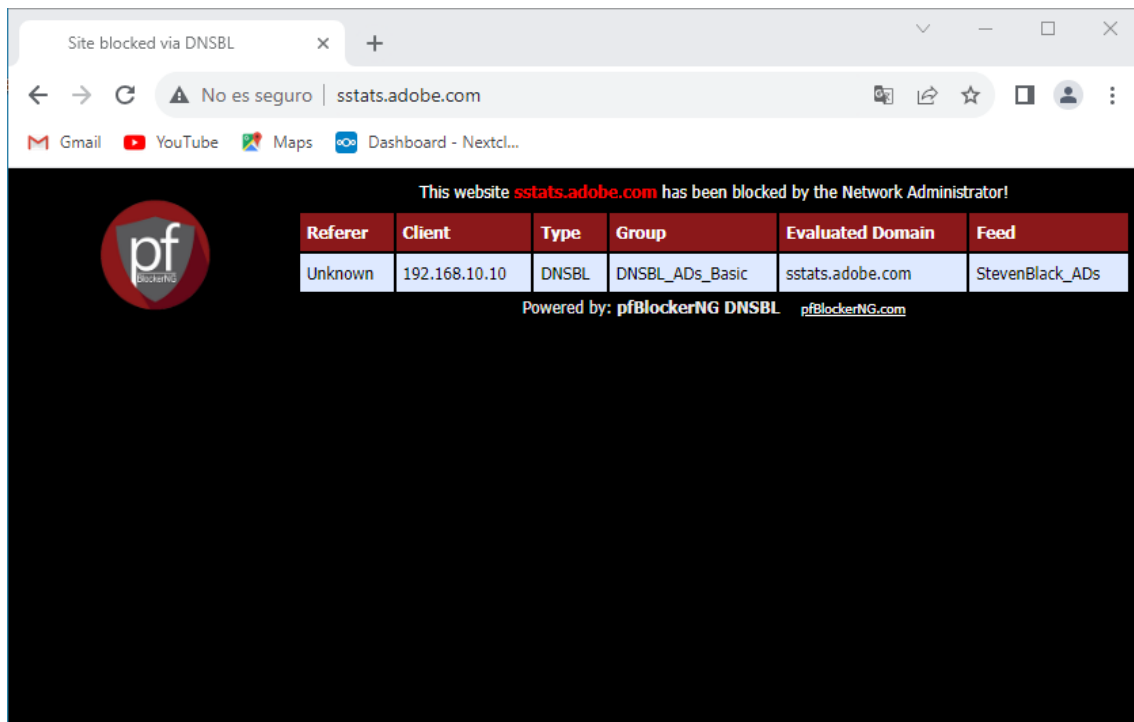 Site blocked via DNSBL
No es seguro sstats.adobe.com
Gmail YouTube Maps Dashboard - Nextcl...
This website sstats.adobe.com has been blocked by the Network Administrator!
Referer Client Type Group Evaluated Domain Feed
Unknown 192.168.10.10 DNSBL DNSBL_ADs_Basic sstats.adobe.com StevenBlack_ADs
pf
BlockerNG
Powered by: pfBlockerNG DNSBL pfBlockerNG.com